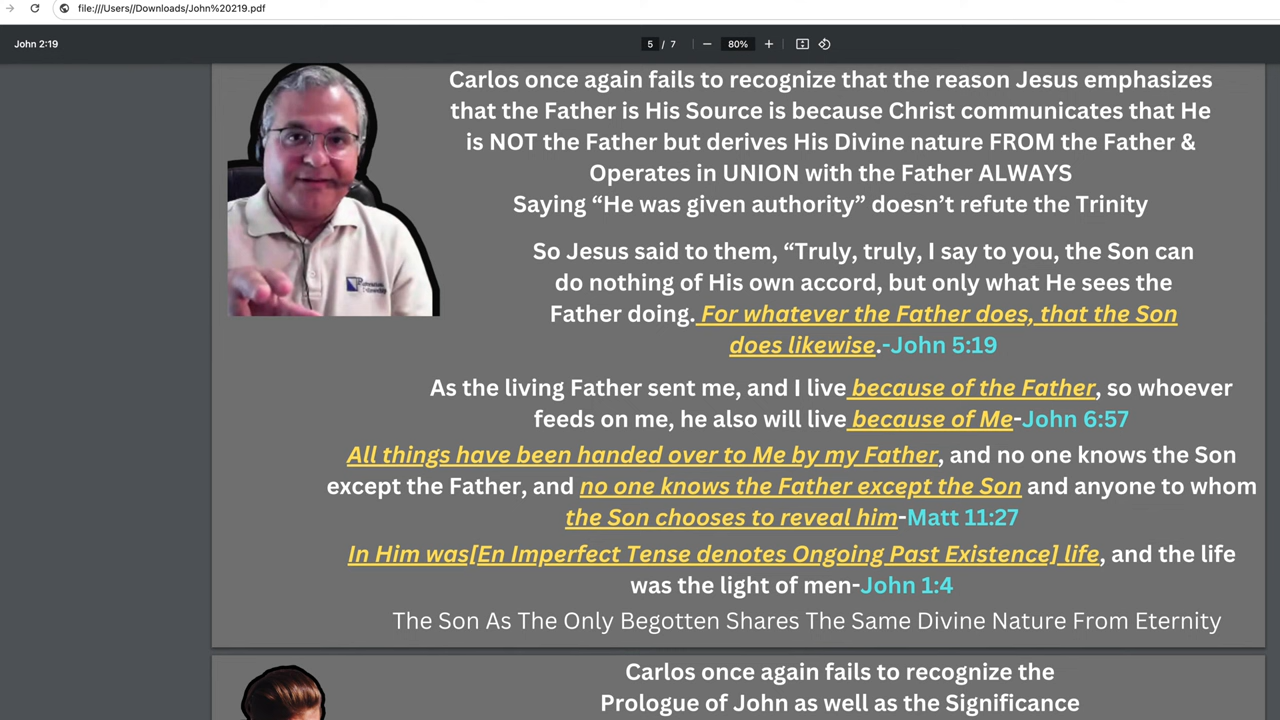 file:///Users//Downloads/John%20219.pdf
John 2:19
5 / 7
80%
Carlos once again fails to recognize that the reason Jesus emphasizes
that the Father is His Source is because Christ communicates that He
is NOT the Father but derives His Divine nature FROM the Father &
Operates in UNION with the Father ALWAYS
Saying “He was given authority” doesn’t refute the Trinity
So Jesus said to them, “Truly, truly, I say to you, the Son can
do nothing of His own accord, but only what He sees the
Father doing. For whatever the Father does, that the Son
does likewise.-John 5:19
As the living Father sent me, and I live because of the Father, so whoever
feeds on me, he also will live because of Me-John 6:57
All things have been handed over to Me by my Father, and no one knows the Son
except the Father, and no one knows the Father except the Son and anyone to whom
the Son chooses to reveal him-Matt 11:27
In Him was[En Imperfect Tense denotes Ongoing Past Existence] life, and the life
was the light of men-John 1:4
The Son As The Only Begotten Shares The Same Divine Nature From Eternity
Carlos once again fails to recognize the
Prologue of John as well as the Significance